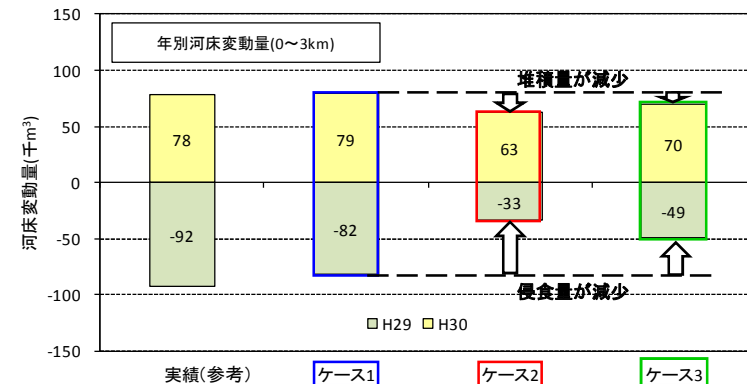 年別河床変動量(0～3km)
河床変動量(千m³)
150
100
50
0
-50
-100
-150
堆積量が減少
78
79
63
70
-92
-82
-33
-49
侵食量が減少
H29
H30
実績(参考)
ケース1
ケース2
ケース3